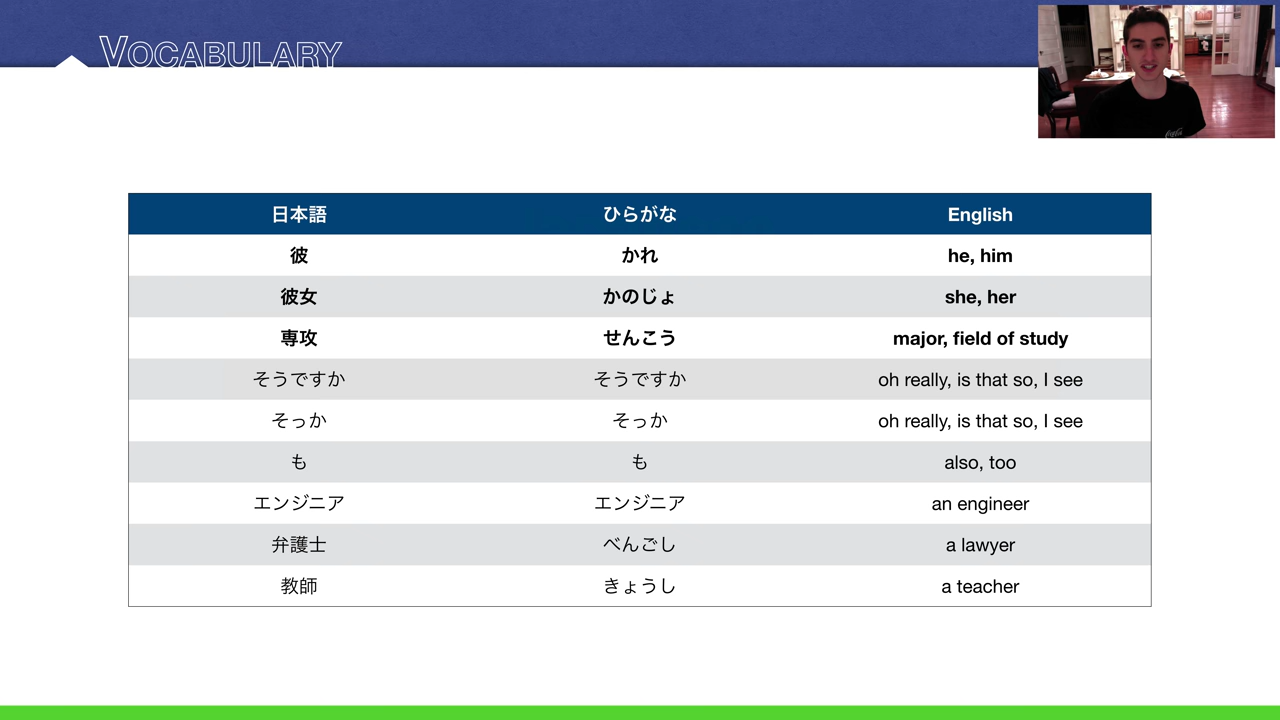 VOCABULARY
日本語 ひらがな English
彼 かれ he, him
彼女 かのじょ she, her
専攻 せんこう major, field of study
そうですか そうですか oh really, is that so, I see
そっか そっか oh really, is that so, I see
も も also, too
エンジニア エンジニア an engineer
弁護士 べんごし a lawyer
教師 きょうし a teacher